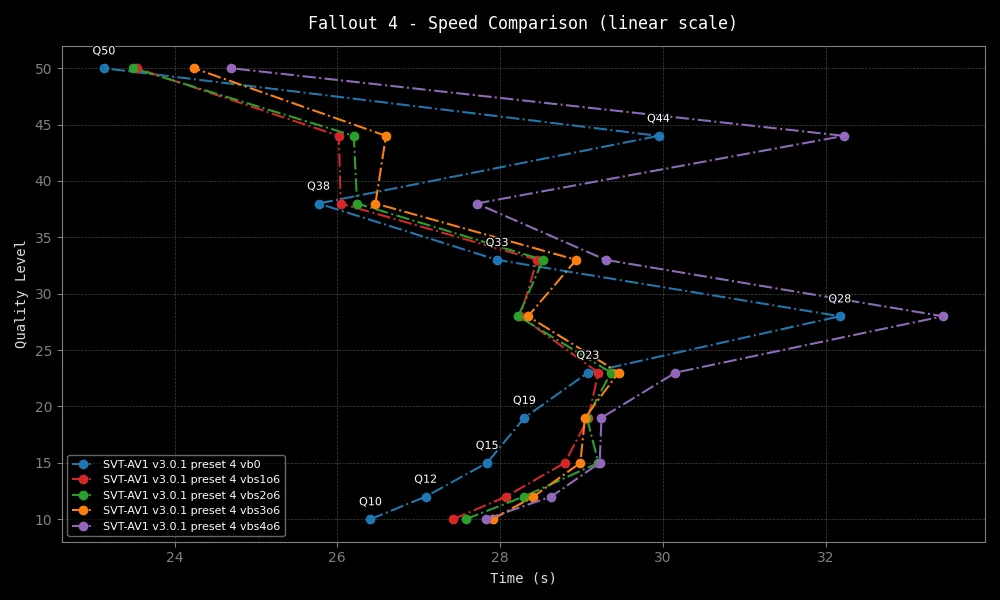 Fallout 4 - Speed Comparison (linear scale)
Q50
Q44
Q38
Q33
Q28
Q23
Q19
Q15
Q12
Q10
Quality Level
50
45
40
35
30
25
20
15
10
SVT-AV1 v3.0.1 preset 4 vb0
SVT-AV1 v3.0.1 preset 4 vbs1o6
SVT-AV1 v3.0.1 preset 4 vbs2o6
SVT-AV1 v3.0.1 preset 4 vbs3o6
SVT-AV1 v3.0.1 preset 4 vbs4o6
24 26 28 30 32
Time (s)